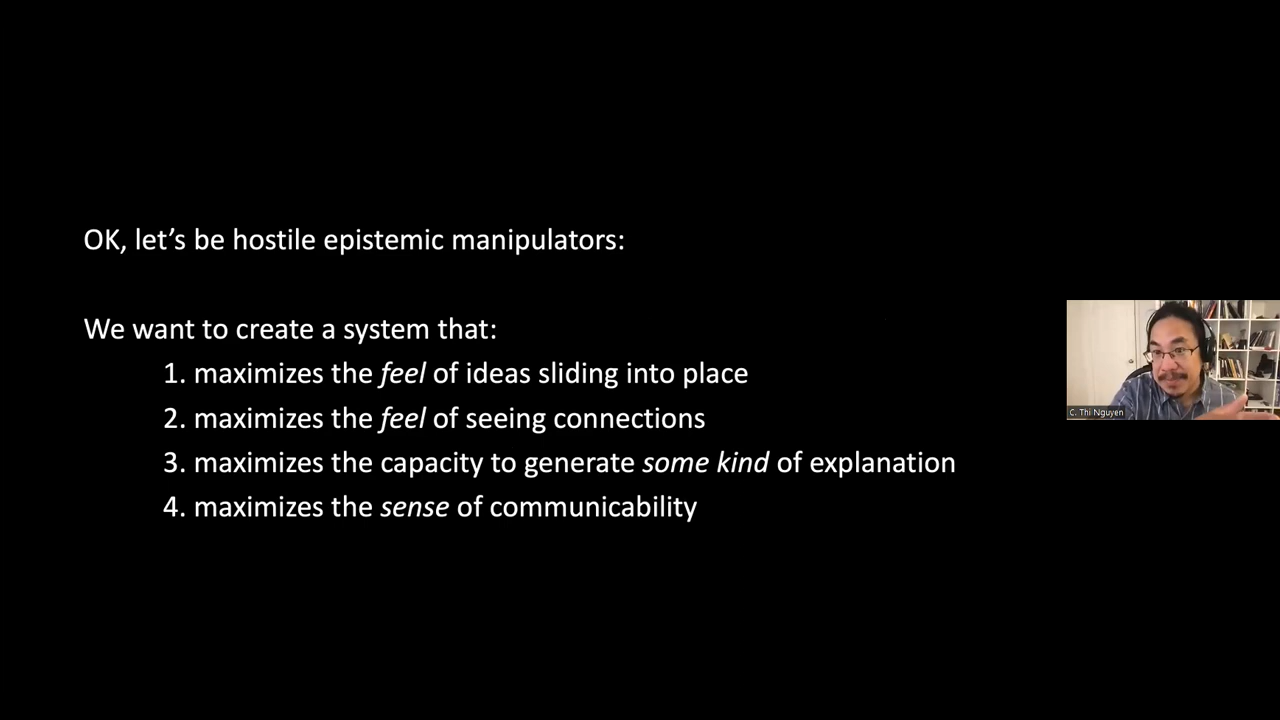 OK, let’s be hostile epistemic manipulators:
We want to create a system that:
1. maximizes the feel of ideas sliding into place
2. maximizes the feel of seeing connections
3. maximizes the capacity to generate some kind of explanation
4. maximizes the sense of communicability
C. Thi Nguyen